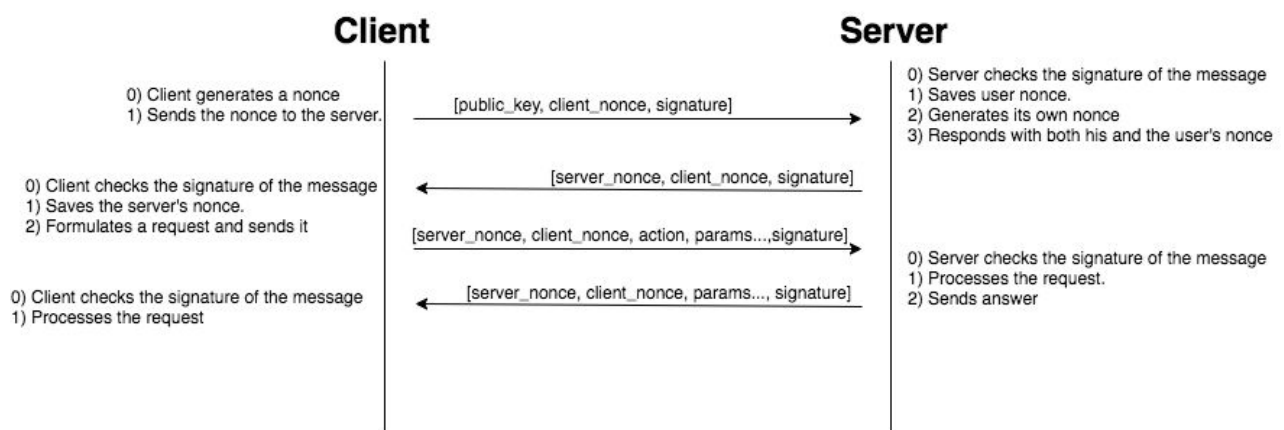 Client
Server
0) Client generates a nonce
1) Sends the nonce to the server.
[public_key, client_nonce, signature]
0) Server checks the signature of the message
1) Saves user nonce.
2) Generates its own nonce
3) Responds with both his and the user's nonce
[server_nonce, client_nonce, signature]
0) Client checks the signature of the message
1) Saves the server's nonce.
2) Formulates a request and sends it
[server_nonce, client_nonce, action, params...,signature]
0) Server checks the signature of the message
1) Processes the request.
2) Sends answer
[server_nonce, client_nonce, params..., signature]
0) Client checks the signature of the message
1) Processes the request